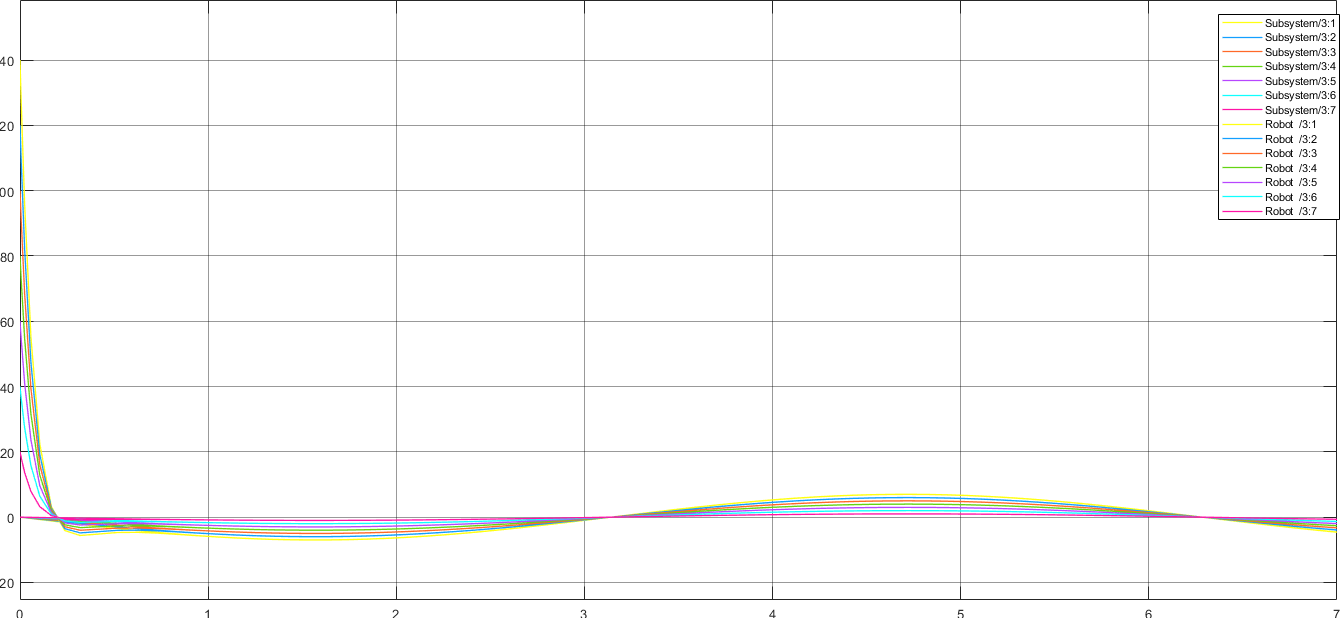 Subsystem/3:1
Subsystem/3:2
Subsystem/3:3
Subsystem/3:4
Subsystem/3:5
Subsystem/3:6
Subsystem/3:7
Robot /3:1
Robot /3:2
Robot /3:3
Robot /3:4
Robot /3:5
Robot /3:6
Robot /3:7
40
20
00
80
60
40
20
0
20
0 1 2 3 4 5 6 7